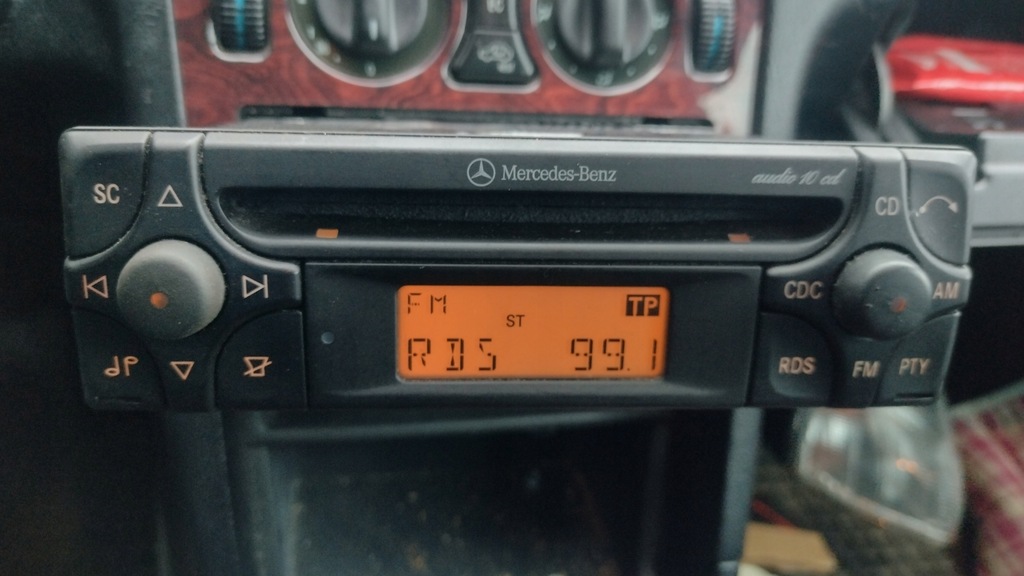 Mercedes-Benz
audio 10 cd
SC
CD
CDC
AM
FM
TP
ST
RDS 99.1
RDS
FM
PTY